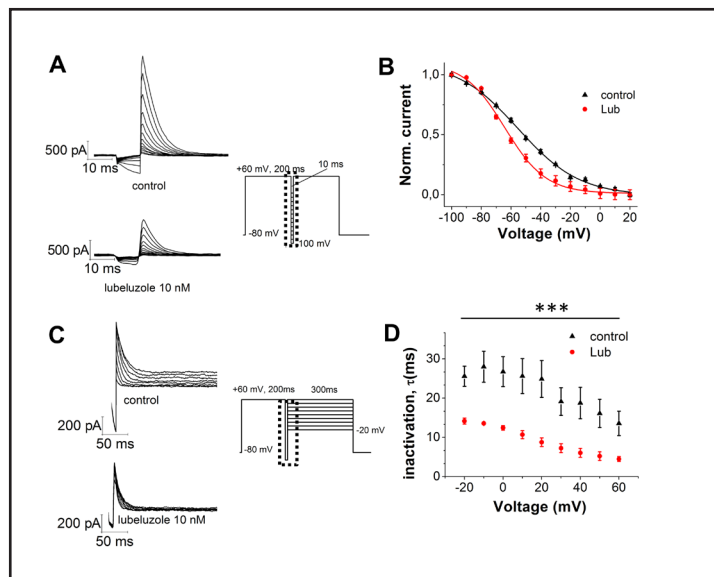 A
500 pA
10 ms
control
500 pA
10 ms
lubeluzole 10 nM
+60 mV, 200 ms
10 ms
-80 mV
-100 mV
B
Norm. current
1,0
0,5
0,0
control
Lub
-100 -80 -60 -40 -20 0 20
Voltage (mV)
C
control
200 pA
50 ms
lubeluzole 10 nM
200 pA
50 ms
+60 mV, 200ms 300ms
-20 mV
-80 mV
D
***
control
Lub
inactivation, τ(ms)
30
20
10
0
-20 0 20 40 60
Voltage (mV)